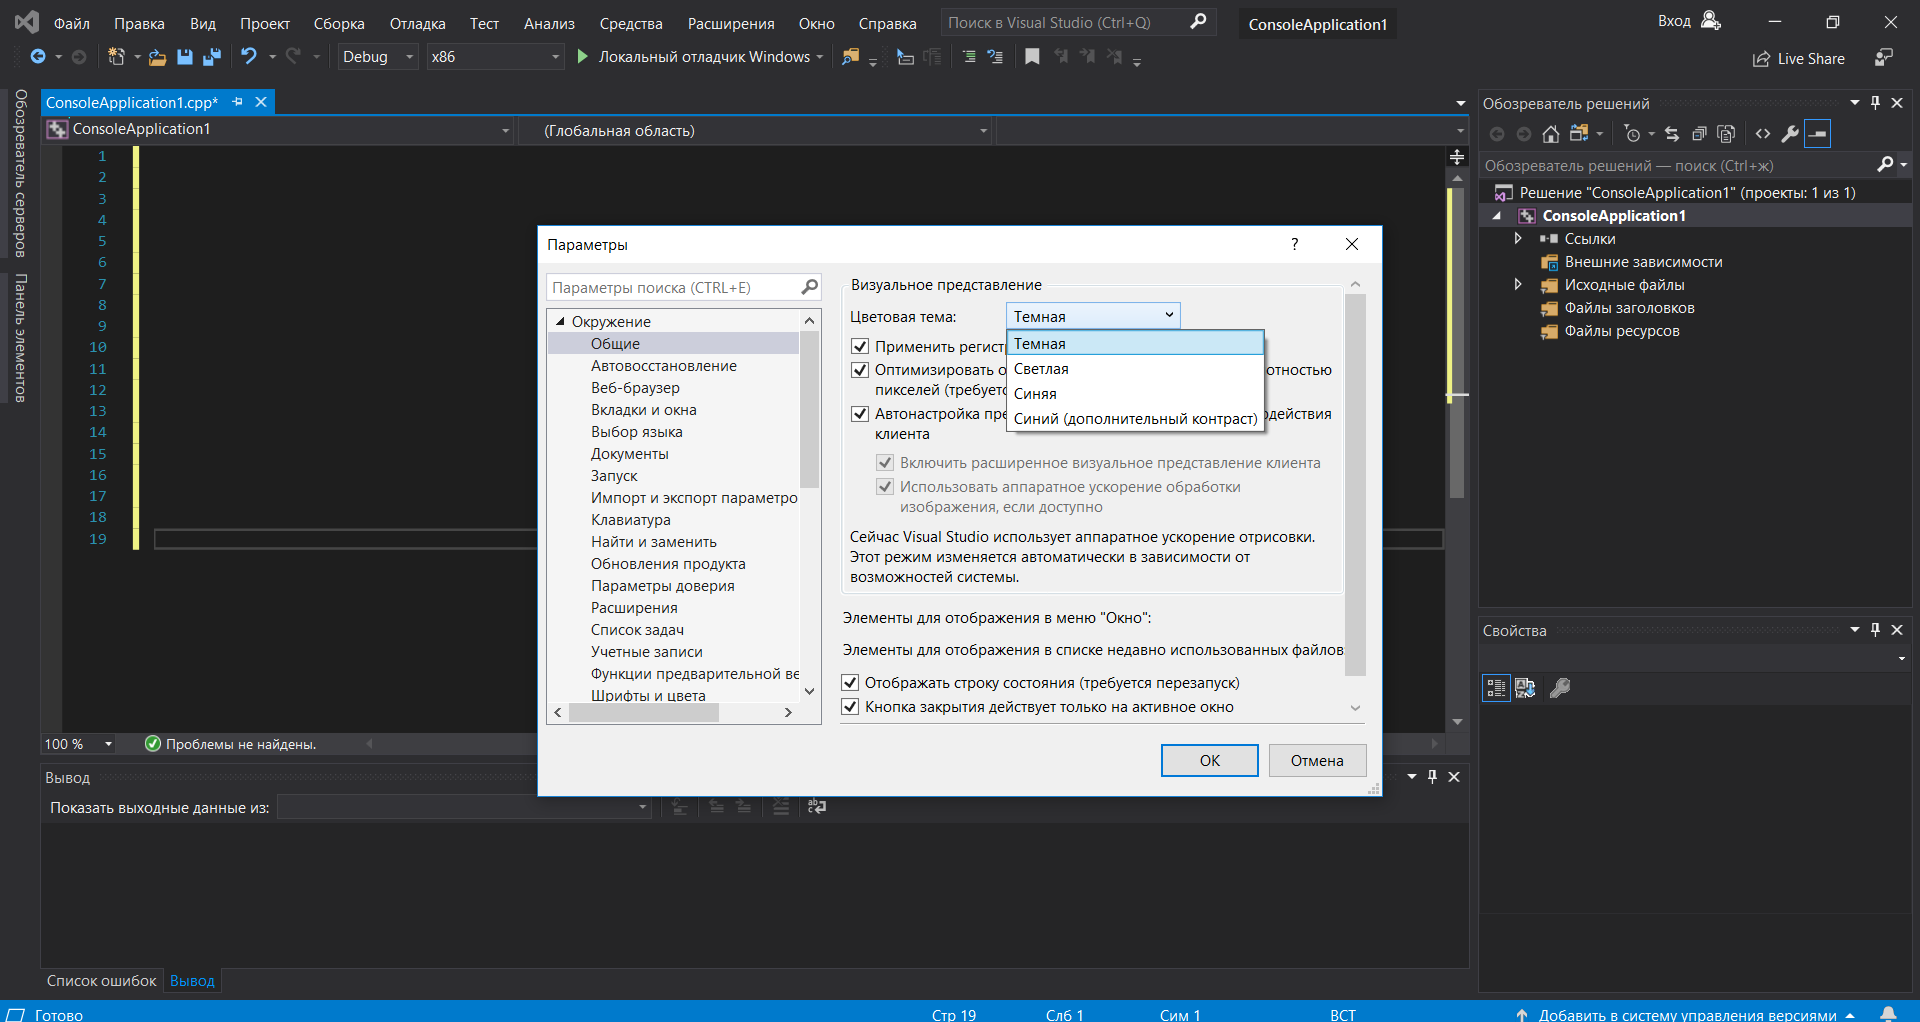 Файл Правка Вид Проект Сборка Отладка Тест Анализ Средства Расширения Окно Справка Поиск в Visual Studio (Ctrl+Q) ConsoleApplication1 Вход
Debug x86 Локальный отладчик Windows Live Share
Обозреватель серверов
Панель элементов
ConsoleApplication1.cpp*
ConsoleApplication1 (Глобальная область)
1
2
3
4
5
6
7
8
9
10
11
12
13
14
15
16
17
18
19
100 % Проблемы не найдены.
Параметры ?
Параметры поиска (CTRL+E)
Окружение
Общие
Автовосстановление
Веб-браузер
Вкладки и окна
Выбор языка
Документы
Запуск
Импорт и экспорт параметро
Клавиатура
Найти и заменить
Обновления продукта
Параметры доверия
Расширения
Список задач
Учетные записи
Функции предварительной ве
Шрифты и цвета
Визуальное представление
Цветовая тема: Темная
Темная
Светлая
Синяя
Синий (дополнительный контраст)
Применить регист
Оптимизировать о отностью
пикселей (требуетс
Автонастройка пре одействия
клиента
Включить расширенное визуальное представление клиента
Использовать аппаратное ускорение обработки
изображения, если доступно
Сейчас Visual Studio использует аппаратное ускорение отрисовки.
Этот режим изменяется автоматически в зависимости от
возможностей системы.
Элементы для отображения в меню "Окно":
Элементы для отображения в списке недавно использованных файлов:
Отображать строку состояния (требуется перезапуск)
Кнопка закрытия действует только на активное окно
ОК Отмена
Обозреватель решений
Обозреватель решений — поиск (Ctrl+ж)
Решение "ConsoleApplication1" (проекты: 1 из 1)
ConsoleApplication1
Ссылки
Внешние зависимости
Исходные файлы
Файлы заголовков
Файлы ресурсов
Свойства
Вывод
Показать выходные данные из:
Список ошибок Вывод
Готово Стр 19 Слб 1 Сим 1 ВСТ Добавить в систему управления версиями